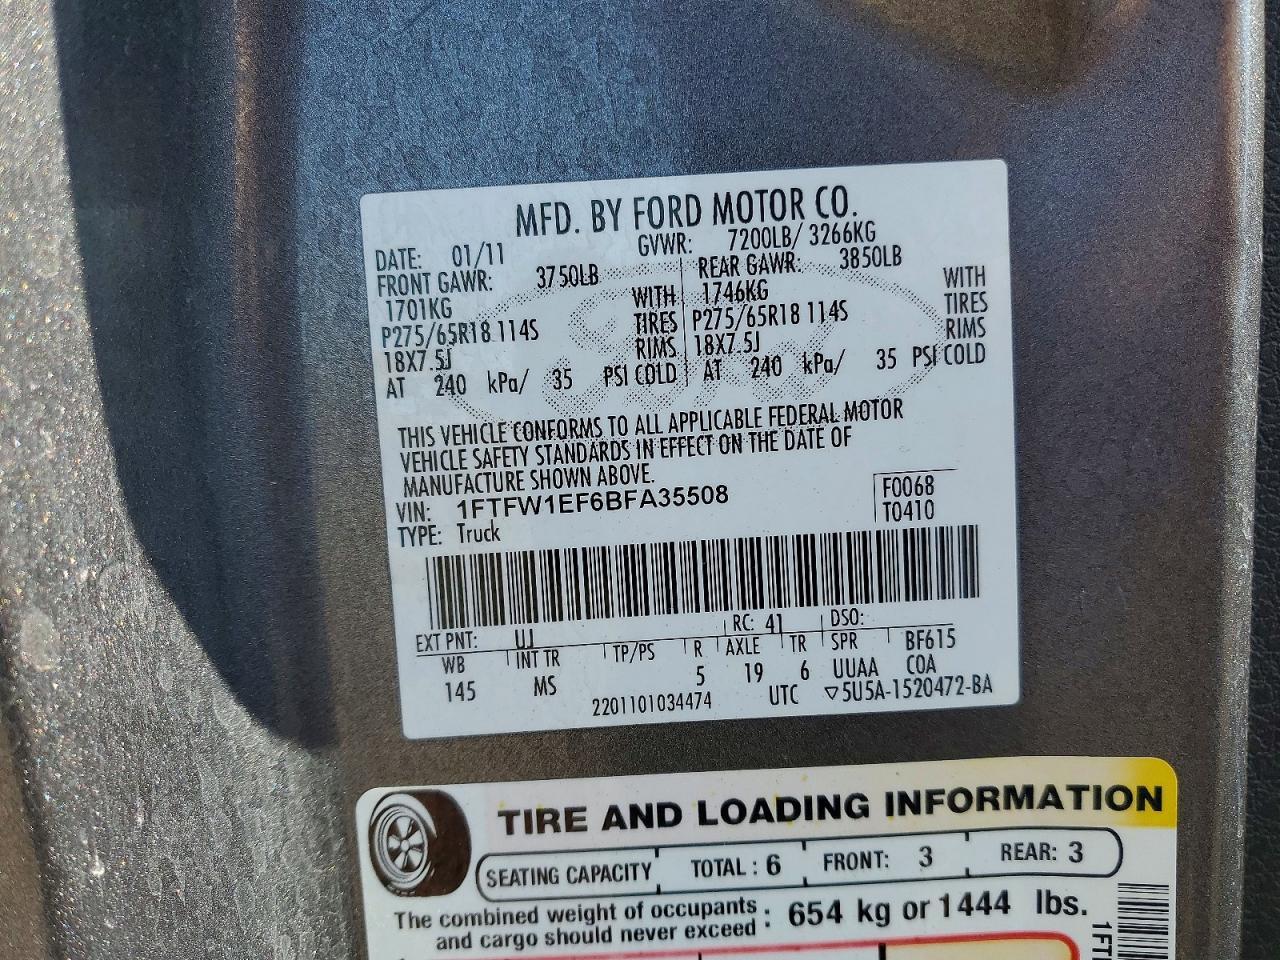 MFD. BY FORD MOTOR CO.
DATE: 01/11 GVWR: 7200LB/ 3266KG
FRONT GAWR: 3750LB REAR GAWR: 3850LB
1701KG WITH 1746KG WITH
P275/65R18 114S TIRES P275/65R18 114S TIRES
18X7.5J RIMS 18X7.5J RIMS
AT 240 kPa/ 35 PSI COLD AT 240 kPa/ 35 PSI COLD
THIS VEHICLE CONFORMS TO ALL APPLICABLE FEDERAL MOTOR
VEHICLE SAFETY STANDARDS IN EFFECT ON THE DATE OF
MANUFACTURE SHOWN ABOVE.
VIN: 1FTFW1EF6BFA35508 F0068
TYPE: Truck T0410
EXT PNT: UJ RC: 41 DSO:
WB INT TR TP/PS R AXLE TR SPR BF615
145 MS 5 19 6 UUAA COA
2201101034474 UTC ▽5U5A-1520472-BA
TIRE AND LOADING INFORMATION
SEATING CAPACITY TOTAL : 6 FRONT: 3 REAR: 3
The combined weight of occupants : 654 kg or 1444 lbs.
and cargo should never exceed